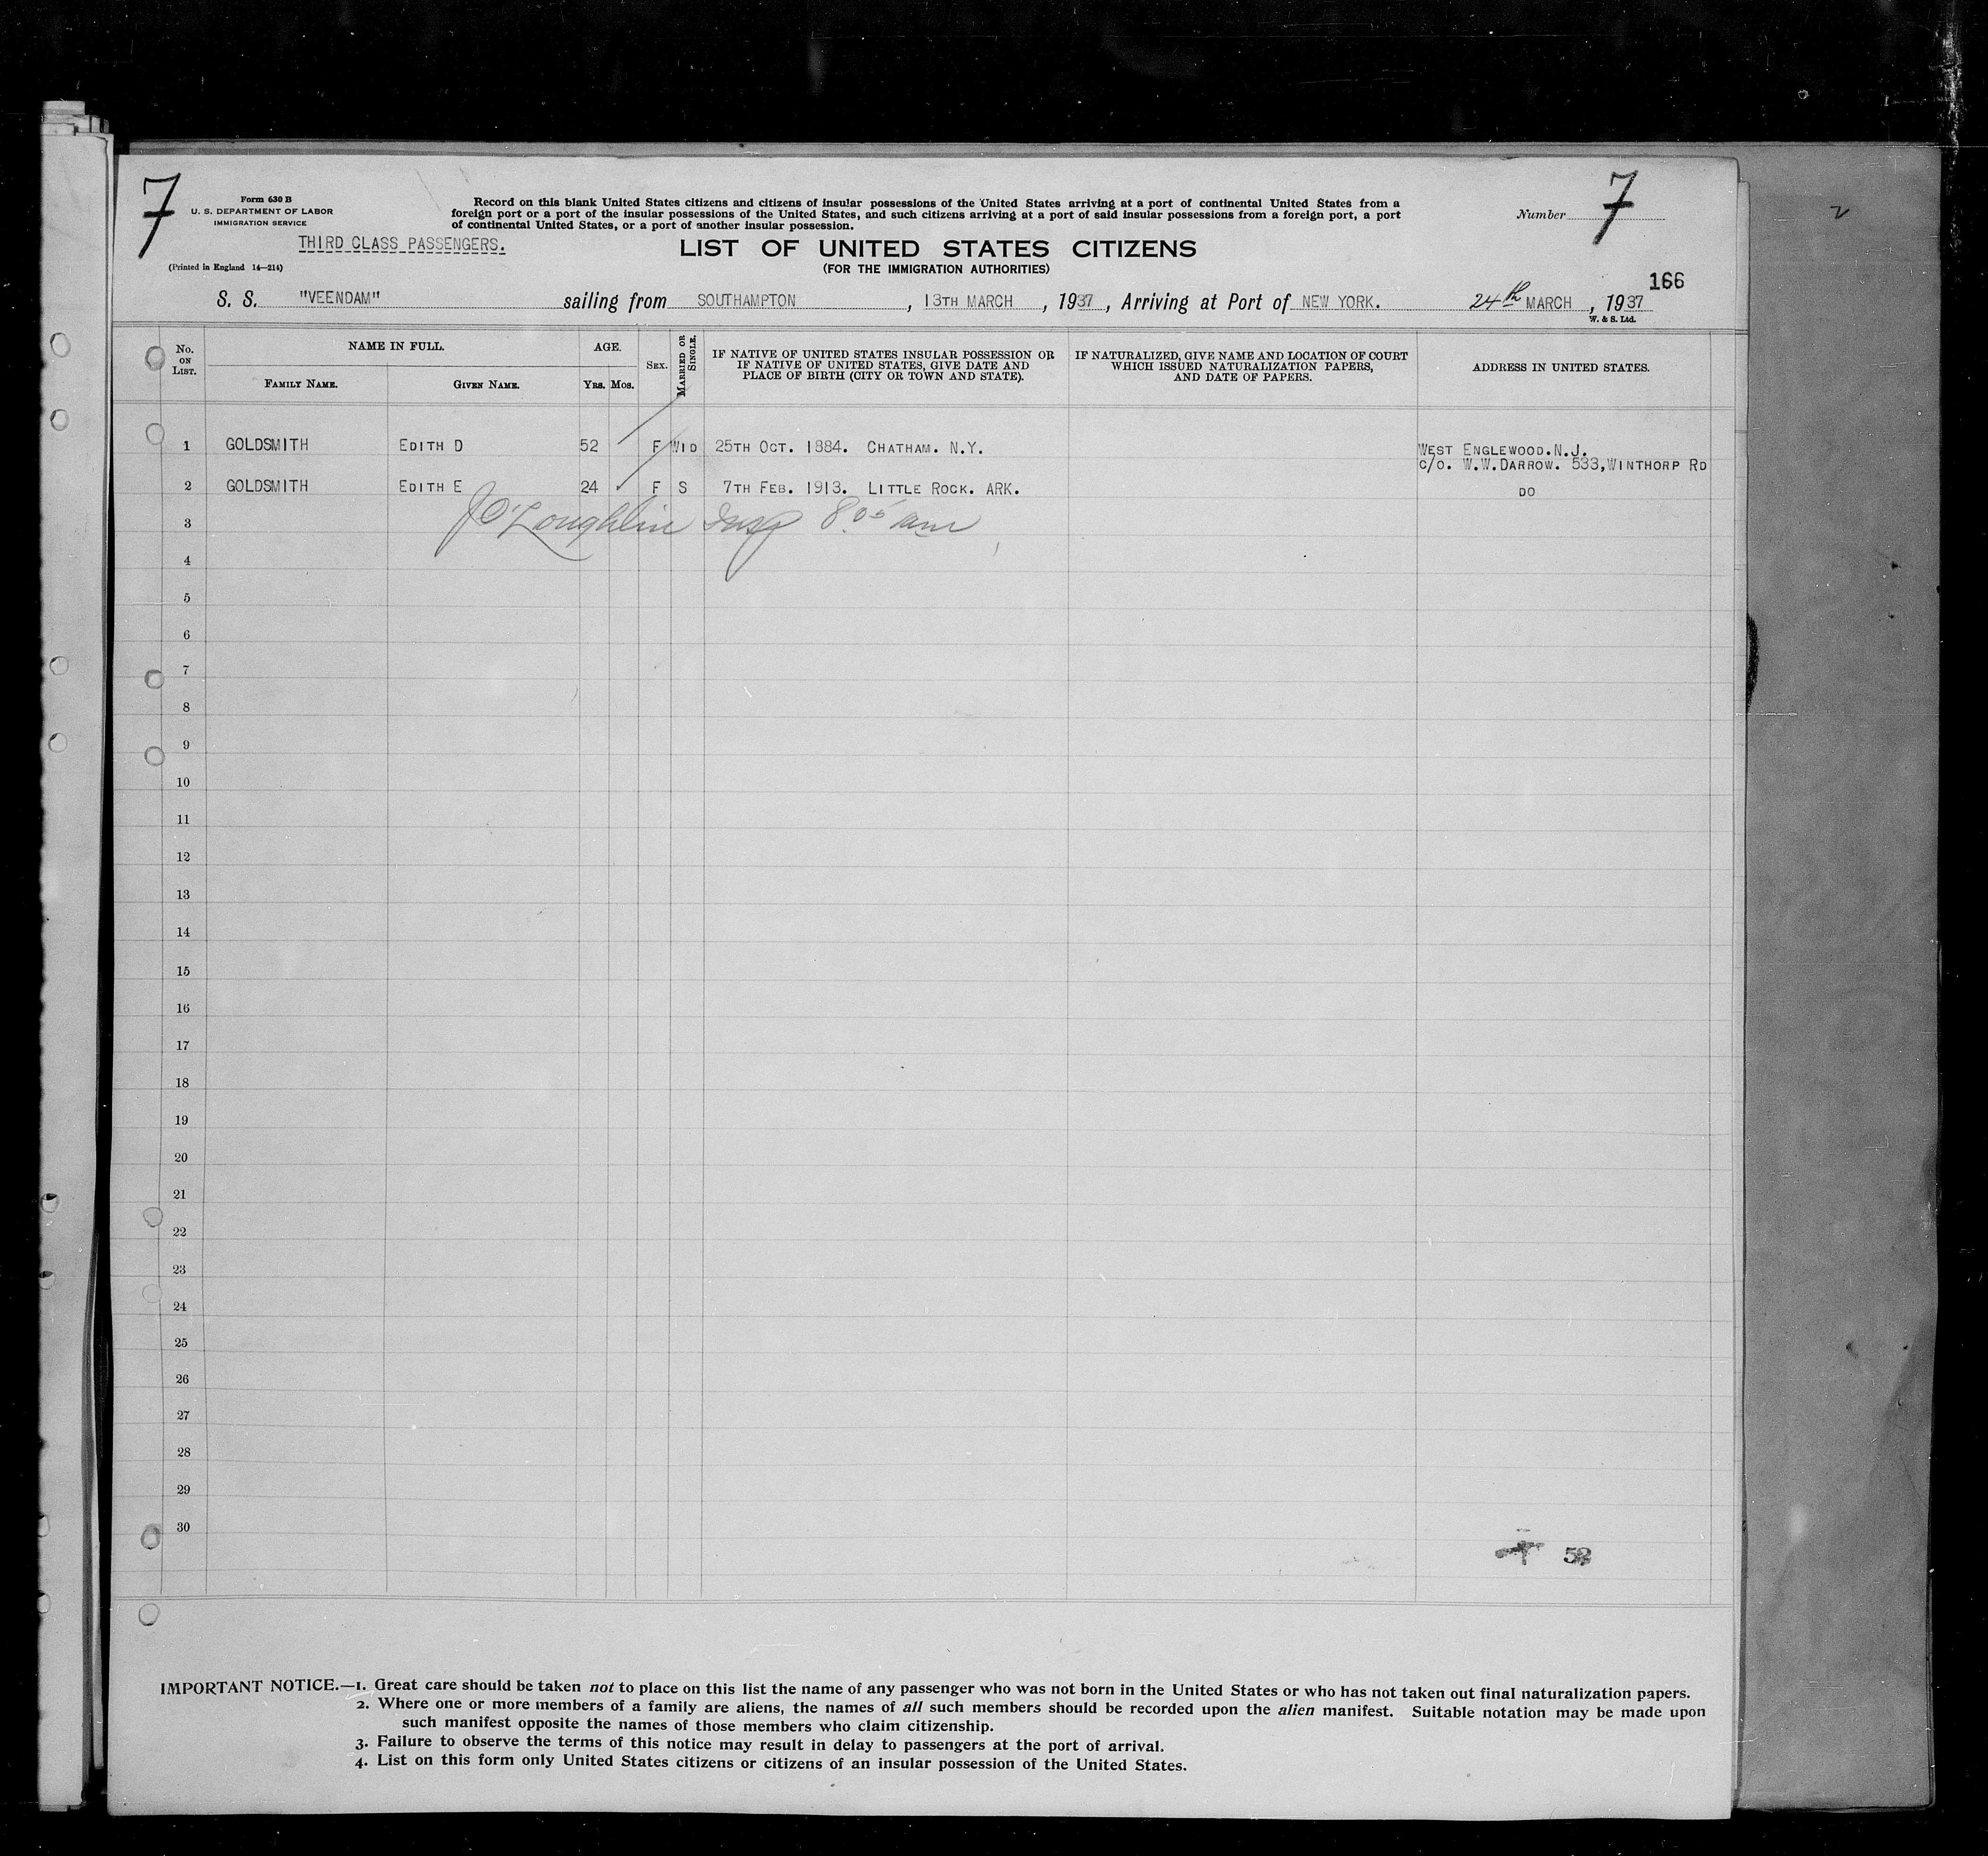 7
Form 630 B
U. S. DEPARTMENT OF LABOR
IMMIGRATION SERVICE
THIRD CLASS PASSENGERS.
(Printed in England 14—214)
Record on this blank United States citizens and citizens of insular possessions of the United States arriving at a port of continental United States from a
foreign port or a port of the insular possessions of the United States, and such citizens arriving at a port of said insular possessions from a foreign port, a port
of continental United States, or a port of another insular possession.
LIST OF UNITED STATES CITIZENS
(FOR THE IMMIGRATION AUTHORITIES)
Number 7
166
S. S. "VEENDAM" sailing from SOUTHAMPTON, 13TH MARCH, 1937, Arriving at Port of NEW YORK. 24th MARCH, 1937
W. & S. Ltd.
No. ON LIST.
NAME IN FULL.
FAMILY NAME.
GIVEN NAME.
AGE.
YRS. MOS.
SEX.
MARRIED OR SINGLE.
IF NATIVE OF UNITED STATES INSULAR POSSESSION OR
IF NATIVE OF UNITED STATES, GIVE DATE AND
PLACE OF BIRTH (CITY OR TOWN AND STATE).
IF NATURALIZED, GIVE NAME AND LOCATION OF COURT
WHICH ISSUED NATURALIZATION PAPERS,
AND DATE OF PAPERS.
ADDRESS IN UNITED STATES.
1 GOLDSMITH EDITH D 52 F WID 25TH OCT. 1884. CHATHAM. N.Y. WEST ENGLEWOOD.N.J.
C/O. W.W.DARROW. 533,WINTHORP RD
2 GOLDSMITH EDITH E 24 F S 7TH FEB. 1913. LITTLE ROCK. ARK. DO
JO'Loughlin Insp 8.05 am
3
4
5
6
7
8
9
10
11
12
13
14
15
16
17
18
19
20
21
22
23
24
25
26
27
28
29
30
IMPORTANT NOTICE.—1. Great care should be taken not to place on this list the name of any passenger who was not born in the United States or who has not taken out final naturalization papers.
2. Where one or more members of a family are aliens, the names of all such members should be recorded upon the alien manifest. Suitable notation may be made upon
such manifest opposite the names of those members who claim citizenship.
3. Failure to observe the terms of this notice may result in delay to passengers at the port of arrival.
4. List on this form only United States citizens or citizens of an insular possession of the United States.